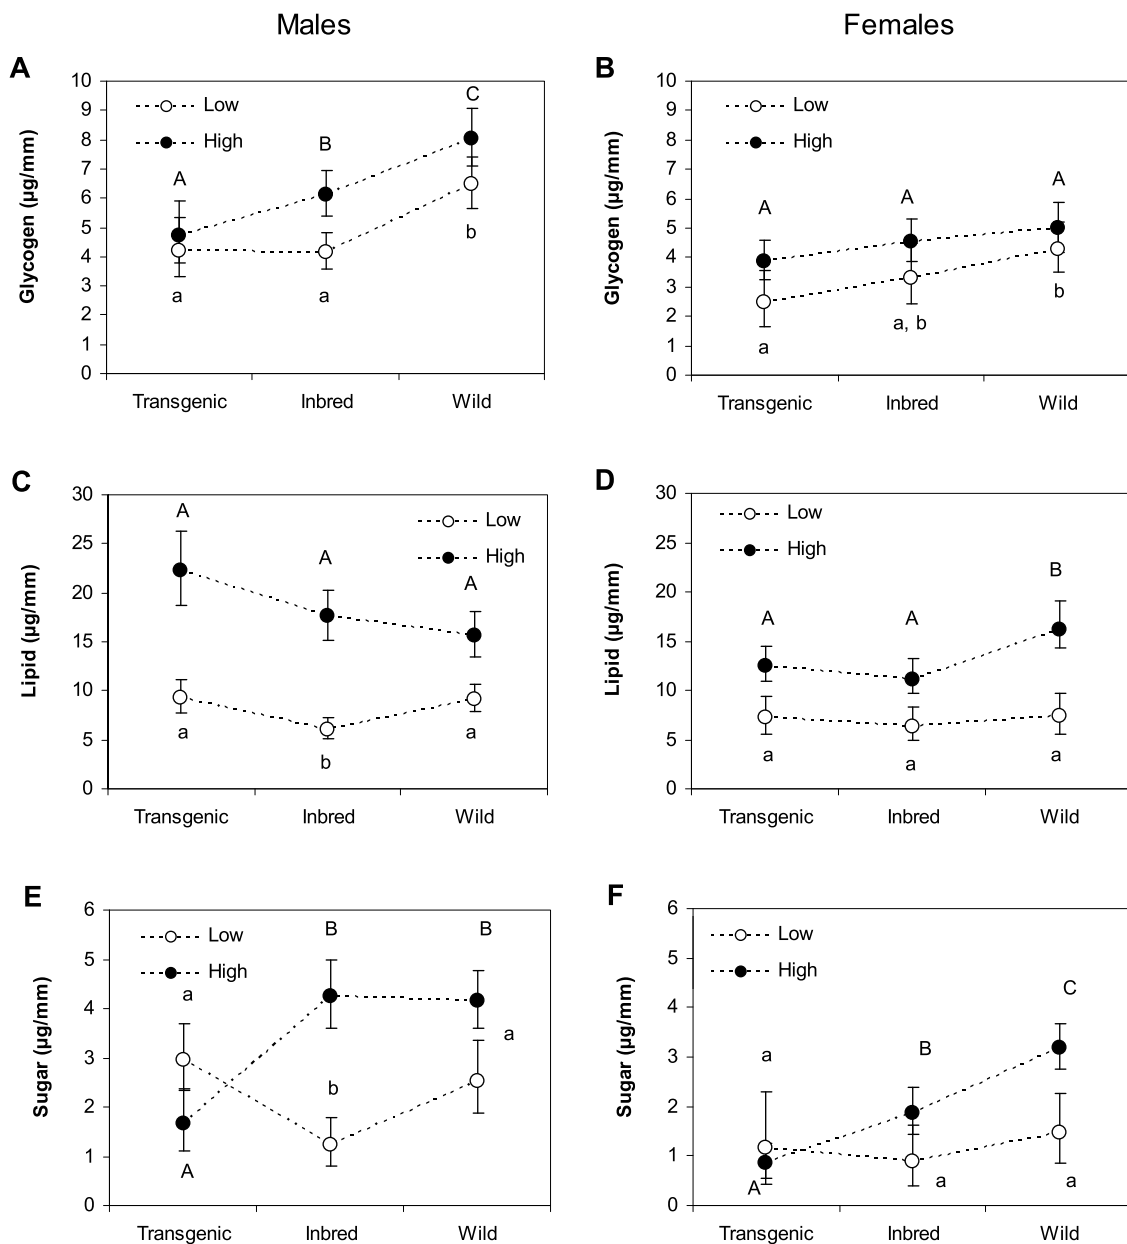 Males
Females
A
Glycogen (µg/mm)
10
9
8
7
6
5
4
3
2
1
0
Low
High
A
B
C
a
a
b
Transgenic
Inbred
Wild
B
Glycogen (µg/mm)
10
9
8
7
6
5
4
3
2
1
0
Low
High
A
A
A
a
a, b
b
Transgenic
Inbred
Wild
C
Lipid (µg/mm)
30
25
20
15
10
5
0
Low
High
A
A
A
a
b
a
Transgenic
Inbred
Wild
D
Lipid (µg/mm)
30
25
20
15
10
5
0
Low
High
A
A
B
a
a
a
Transgenic
Inbred
Wild
E
Sugar (µg/mm)
6
5
4
3
2
1
0
Low
High
a
B
B
A
b
a
Transgenic
Inbred
Wild
F
Sugar (µg/mm)
6
5
4
3
2
1
0
Low
High
a
B
C
A
a
a
Transgenic
Inbred
Wild